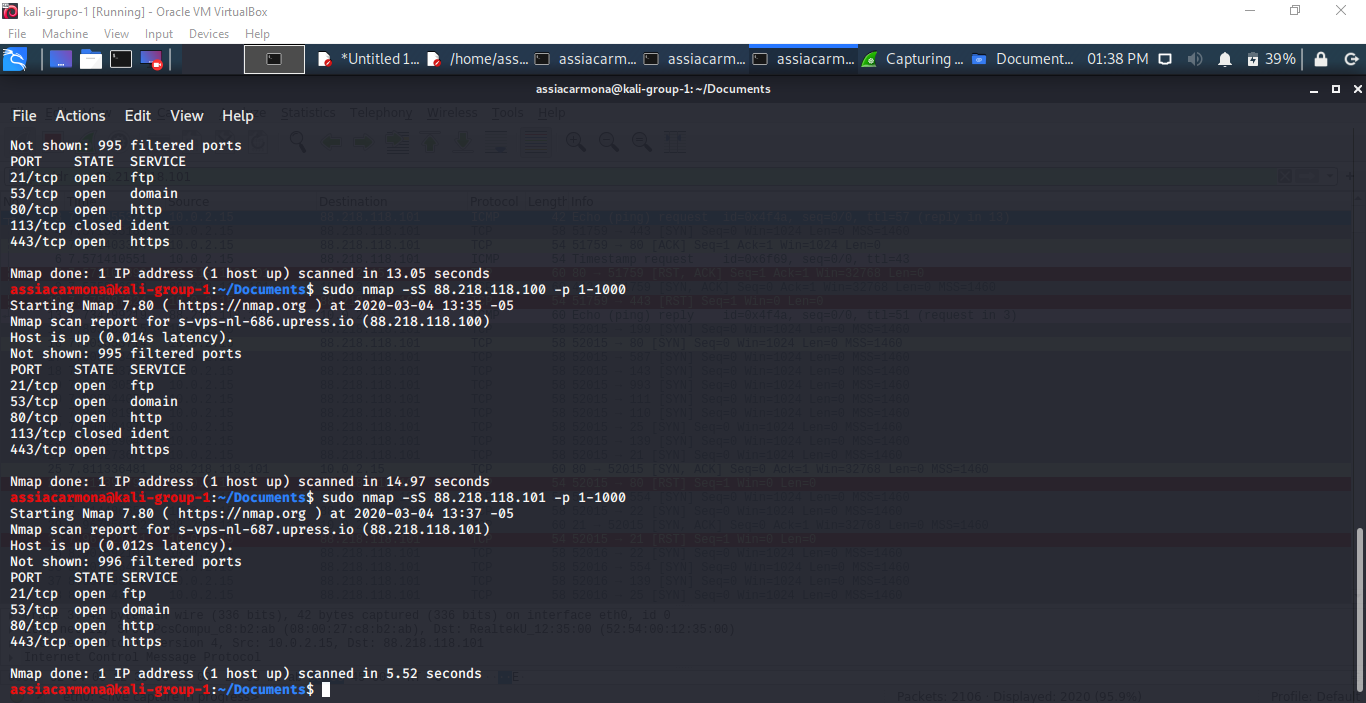 kali-grupo-1 [Running] - Oracle VM VirtualBox
File Machine View Input Devices Help
*Untitled 1... /home/ass... assiacarm... assiacarm... assiacarm... Capturing ... Document... 01:38 PM 39%
assiacarmona@kali-group-1: ~/Documents
File Actions Edit View Help
Statistics Telephony Wireless Tools Help
Not shown: 995 filtered ports
PORT STATE SERVICE
21/tcp open ftp
53/tcp open domain
80/tcp open http
113/tcp closed ident
443/tcp open https
Nmap done: 1 IP address (1 host up) scanned in 13.05 seconds
assiacarmona@kali-group-1:~/Documents$ sudo nmap -sS 88.218.118.100 -p 1-1000
Starting Nmap 7.80 ( https://nmap.org ) at 2020-03-04 13:35 -05
Nmap scan report for s-vps-nl-686.upress.io (88.218.118.100)
Host is up (0.014s latency).
Not shown: 995 filtered ports
PORT STATE SERVICE
21/tcp open ftp
53/tcp open domain
80/tcp open http
113/tcp closed ident
443/tcp open https
Nmap done: 1 IP address (1 host up) scanned in 14.97 seconds
assiacarmona@kali-group-1:~/Documents$ sudo nmap -sS 88.218.118.101 -p 1-1000
Starting Nmap 7.80 ( https://nmap.org ) at 2020-03-04 13:37 -05
Nmap scan report for s-vps-nl-687.upress.io (88.218.118.101)
Host is up (0.012s latency).
Not shown: 996 filtered ports
PORT STATE SERVICE
21/tcp open ftp
53/tcp open domain
80/tcp open http
443/tcp open https
Nmap done: 1 IP address (1 host up) scanned in 5.52 seconds
assiacarmona@kali-group-1:~/Documents$
Packets: 2106 Displayed: 2020 (95.9%)